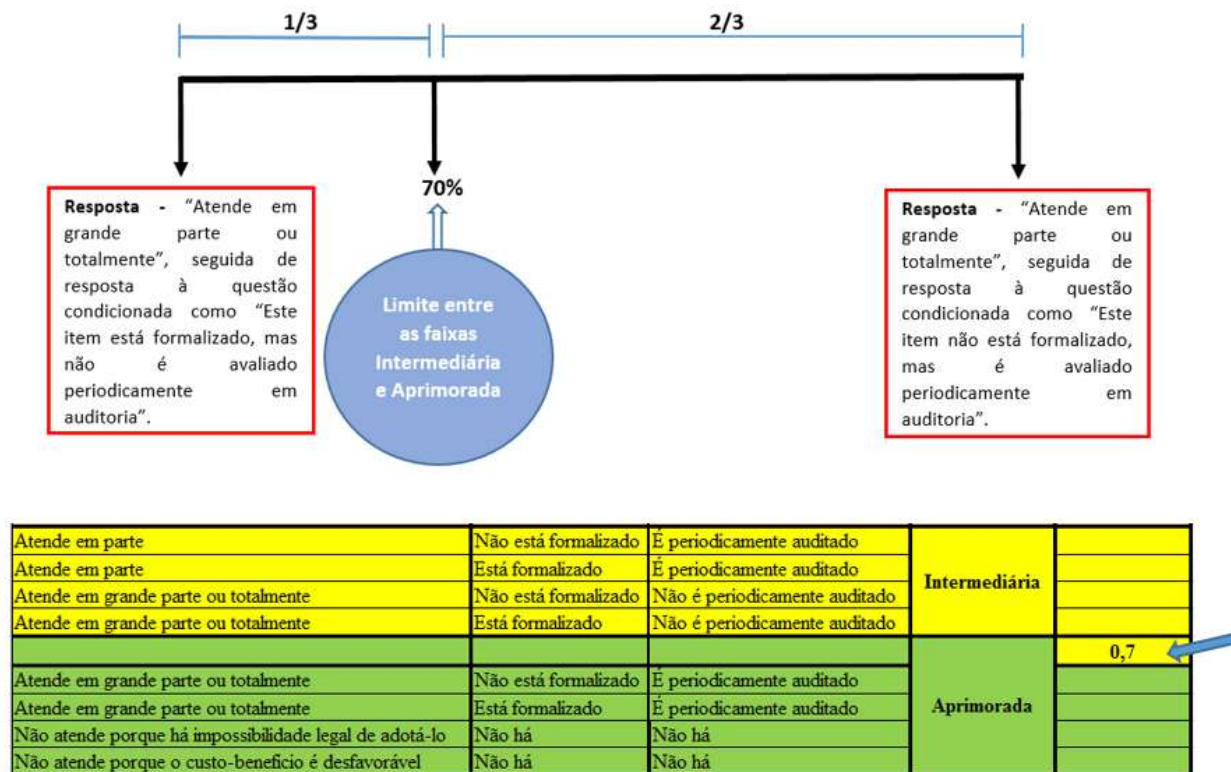 1/3
2/3
70%
Resposta - “Atende em
grande parte ou
totalmente”, seguida de
resposta à questão
condicionada como “Este
item está formalizado, mas
não é avaliado
periodicamente em
auditoria”.
Limite entre
as faixas
Intermediária
e Aprimorada
Resposta - “Atende em
grande parte ou
totalmente”, seguida de
resposta à questão
condicionada como “Este
item não está formalizado,
mas é avaliado
periodicamente em
auditoria”.
Atende em parte Não está formalizado É periodicamente auditado
Atende em parte Está formalizado É periodicamente auditado
Intermediária
Atende em grande parte ou totalmente Não está formalizado Não é periodicamente auditado
Atende em grande parte ou totalmente Está formalizado Não é periodicamente auditado
0,7
Atende em grande parte ou totalmente Não está formalizado É periodicamente auditado
Atende em grande parte ou totalmente Está formalizado É periodicamente auditado
Aprimorada
Não atende porque há impossibilidade legal de adotá-lo Não há Não há
Não atende porque o custo-benefício é desfavorável Não há Não há